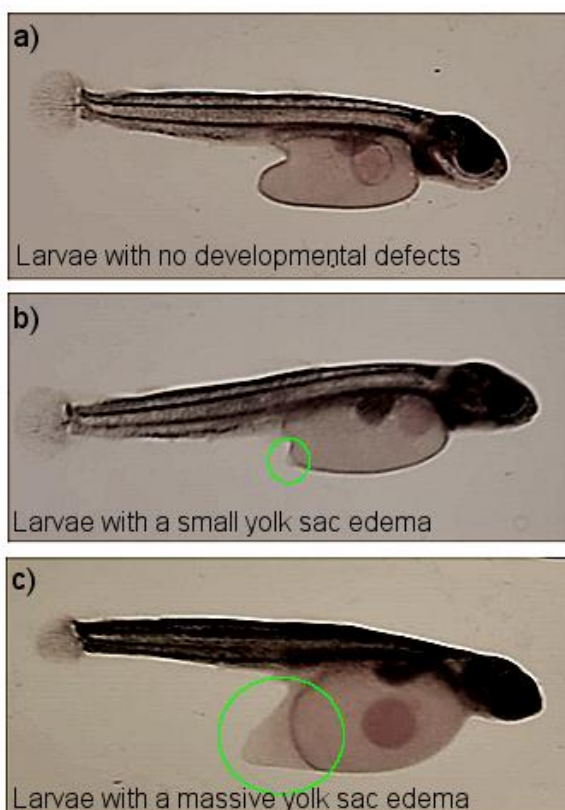 a)
Larvae with no developmental defects
b)
Larvae with a small yolk sac edema
c)
Larvae with a massive yolk sac edema